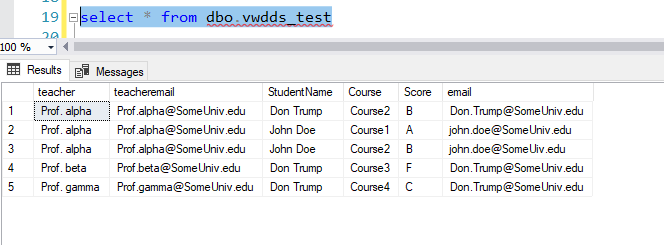 19 select * from dbo.vwdds_test
100 %
Results Messages
teacher teacheremail StudentName Course Score email
1 Prof. alpha Prof.alpha@SomeUniv.edu Don Trump Course2 B Don.Trump@SomeUniv.edu
2 Prof. alpha Prof.alpha@SomeUniv.edu John Doe Course1 A john.doe@SomeUniv.edu
3 Prof. alpha Prof.alpha@SomeUniv.edu John Doe Course2 B john.doe@SomeUiv.edu
4 Prof. beta Prof.beta@SomeUniv.edu Don Trump Course3 F Don.Trump@SomeUniv.edu
5 Prof. gamma Prof.gamma@SomeUniv.edu Don Trump Course4 C Don.Trump@SomeUniv.edu